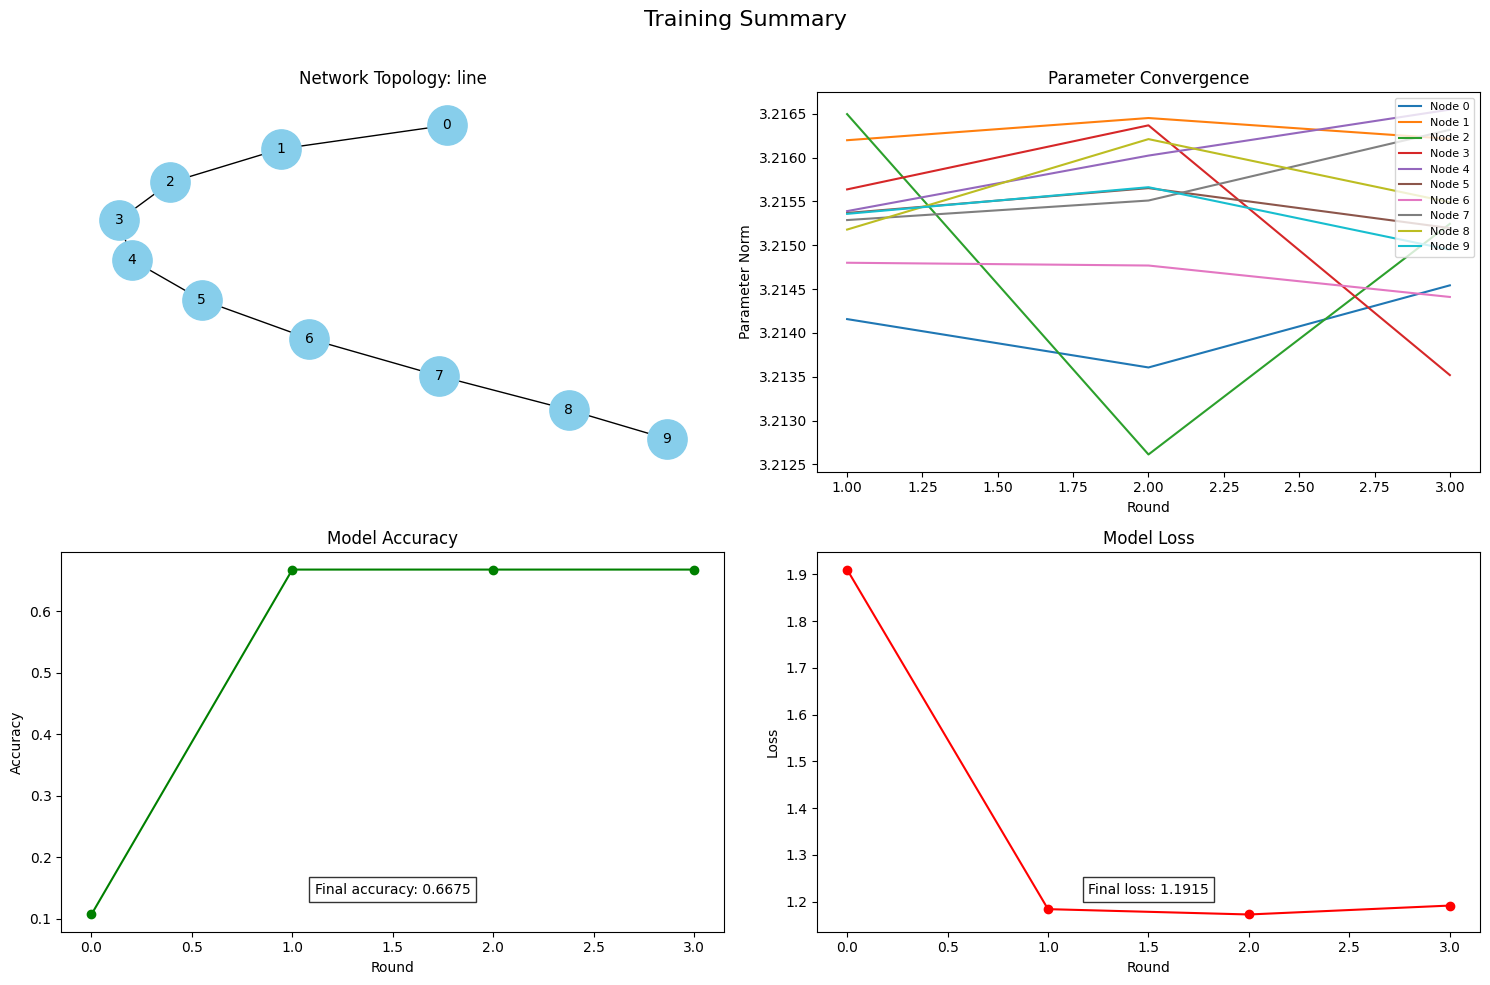 Training Summary
Network Topology: line
0
1
2
3
4
5
6
7
8
9
Parameter Convergence
Parameter Norm
3.2165
3.2160
3.2155
3.2150
3.2145
3.2140
3.2135
3.2130
3.2125
Node 0
Node 1
Node 2
Node 3
Node 4
Node 5
Node 6
Node 7
Node 8
Node 9
1.00 1.25 1.50 1.75 2.00 2.25 2.50 2.75 3.00
Round
Model Accuracy
Accuracy
0.6
0.5
0.4
0.3
0.2
0.1
Final accuracy: 0.6675
0.0 0.5 1.0 1.5 2.0 2.5 3.0
Round
Model Loss
Loss
1.9
1.8
1.7
1.6
1.5
1.4
1.3
1.2
Final loss: 1.1915
0.0 0.5 1.0 1.5 2.0 2.5 3.0
Round